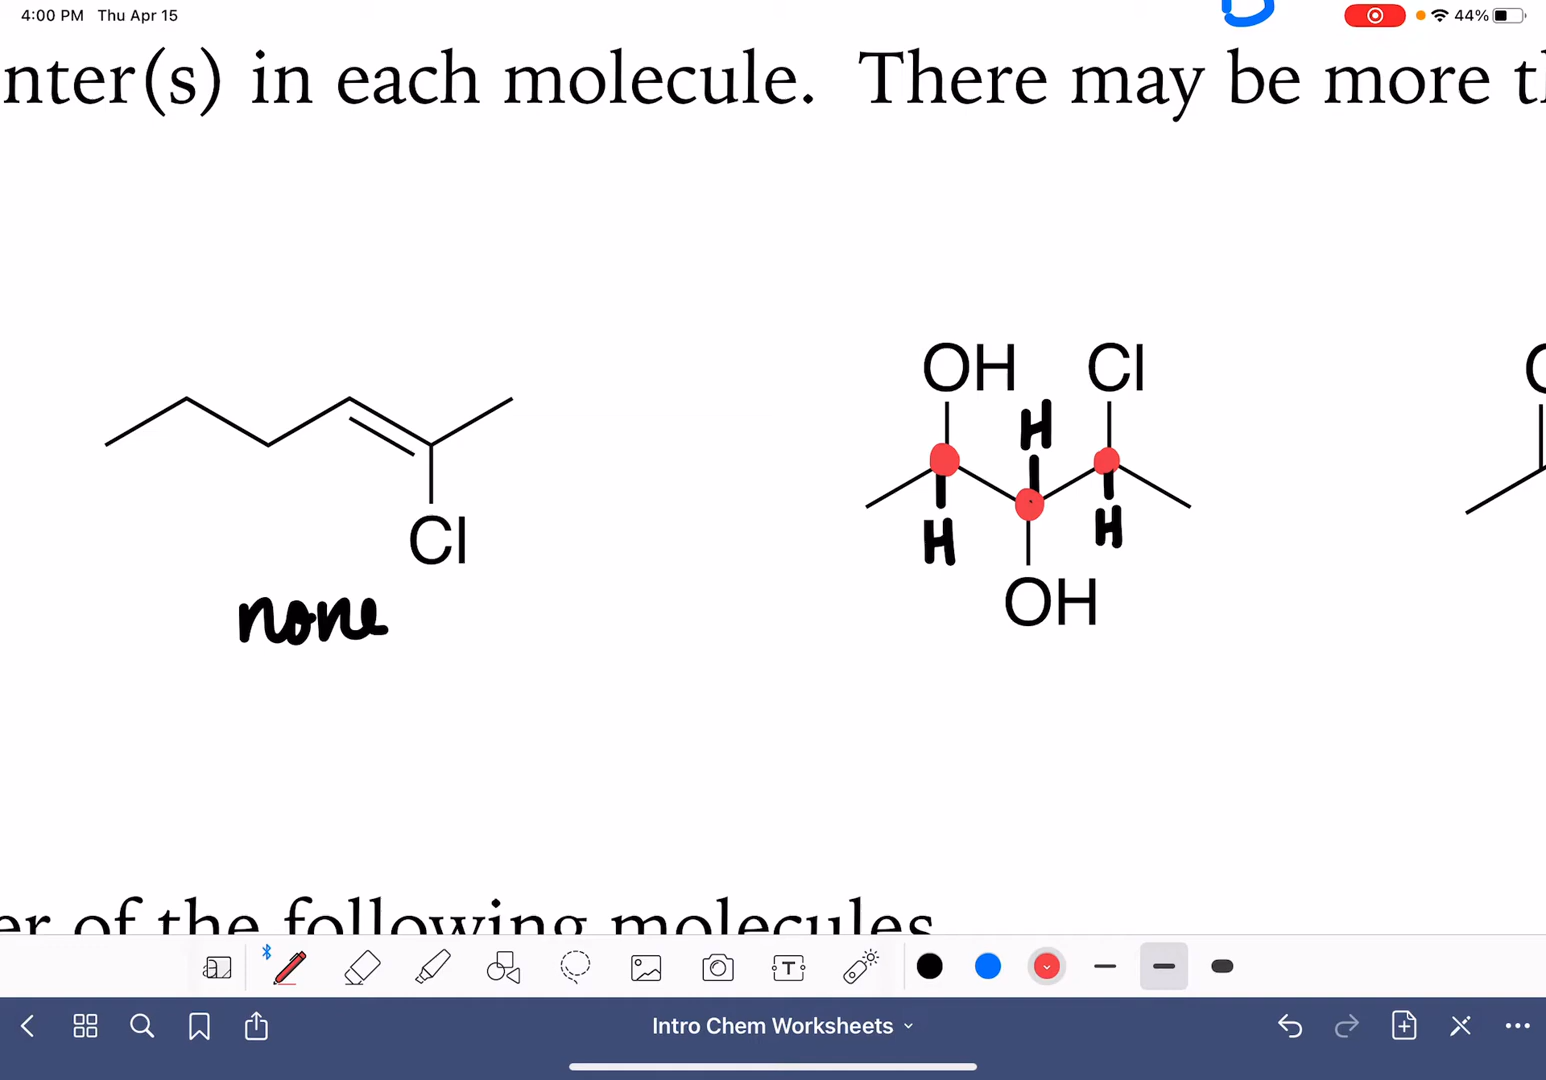 4:00 PM Thu Apr 15
44%
nter(s) in each molecule. There may be more
OH Cl
H
Cl
H
H
OH
none
er of the following molecules
T
Intro Chem Worksheets